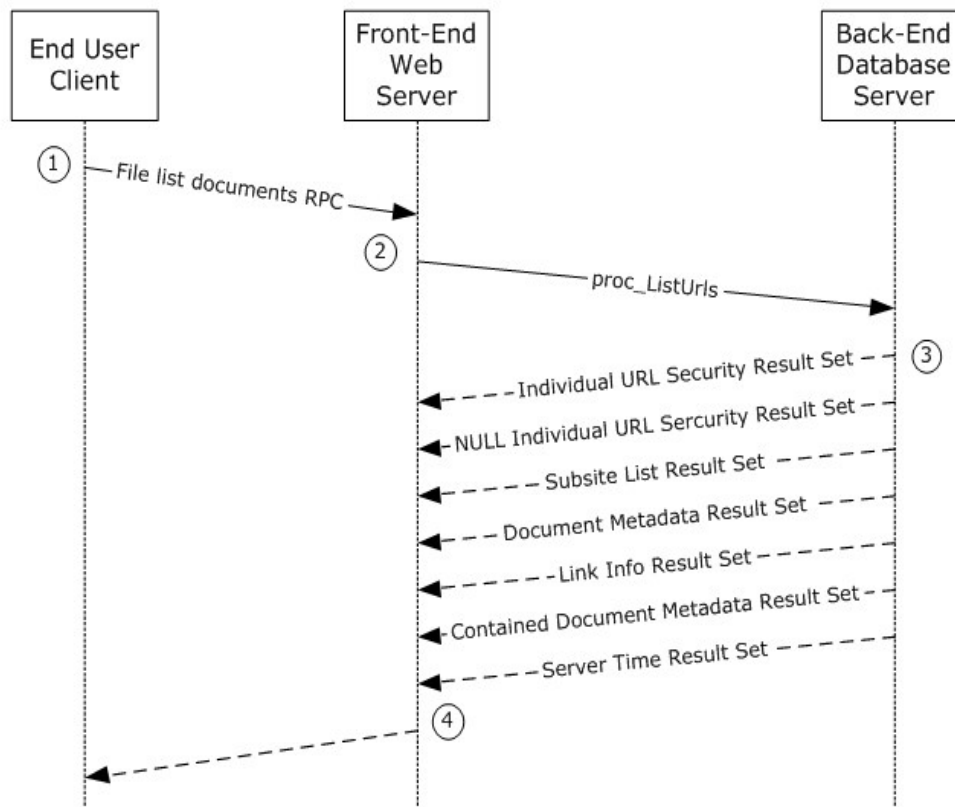 End User
Client
Front-End
Web
Server
Back-End
Database
Server
1
File list documents RPC
2
proc_ListUrls
3
Individual URL Security Result Set
NULL Individual URL Sercurity Result Set
Subsite List Result Set
Document Metadata Result Set
Link Info Result Set
Contained Document Metadata Result Set
Server Time Result Set
4